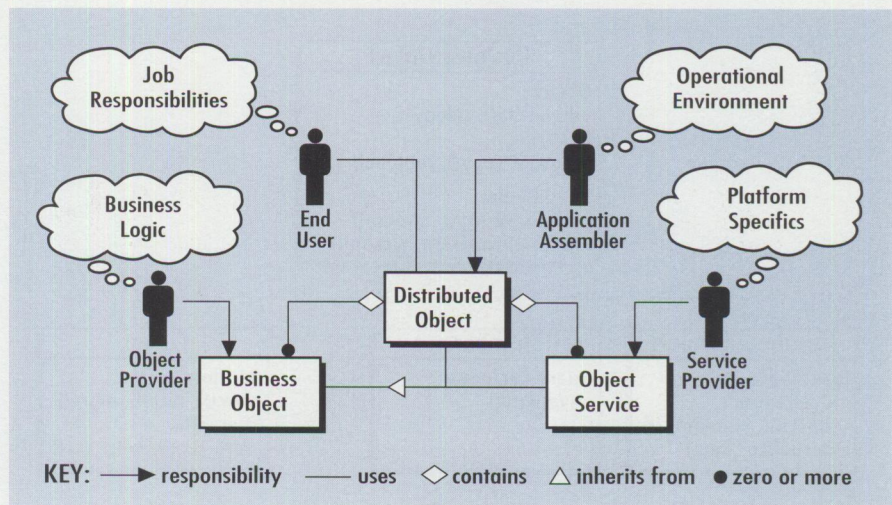 Job
Responsibilities
Operational
Environment
Business
Logic
End
User
Application
Assembler
Platform
Specifics
Distributed
Object
Object
Provider
Business
Object
Object
Service
Service
Provider
KEY: responsibility uses contains inherits from zero or more